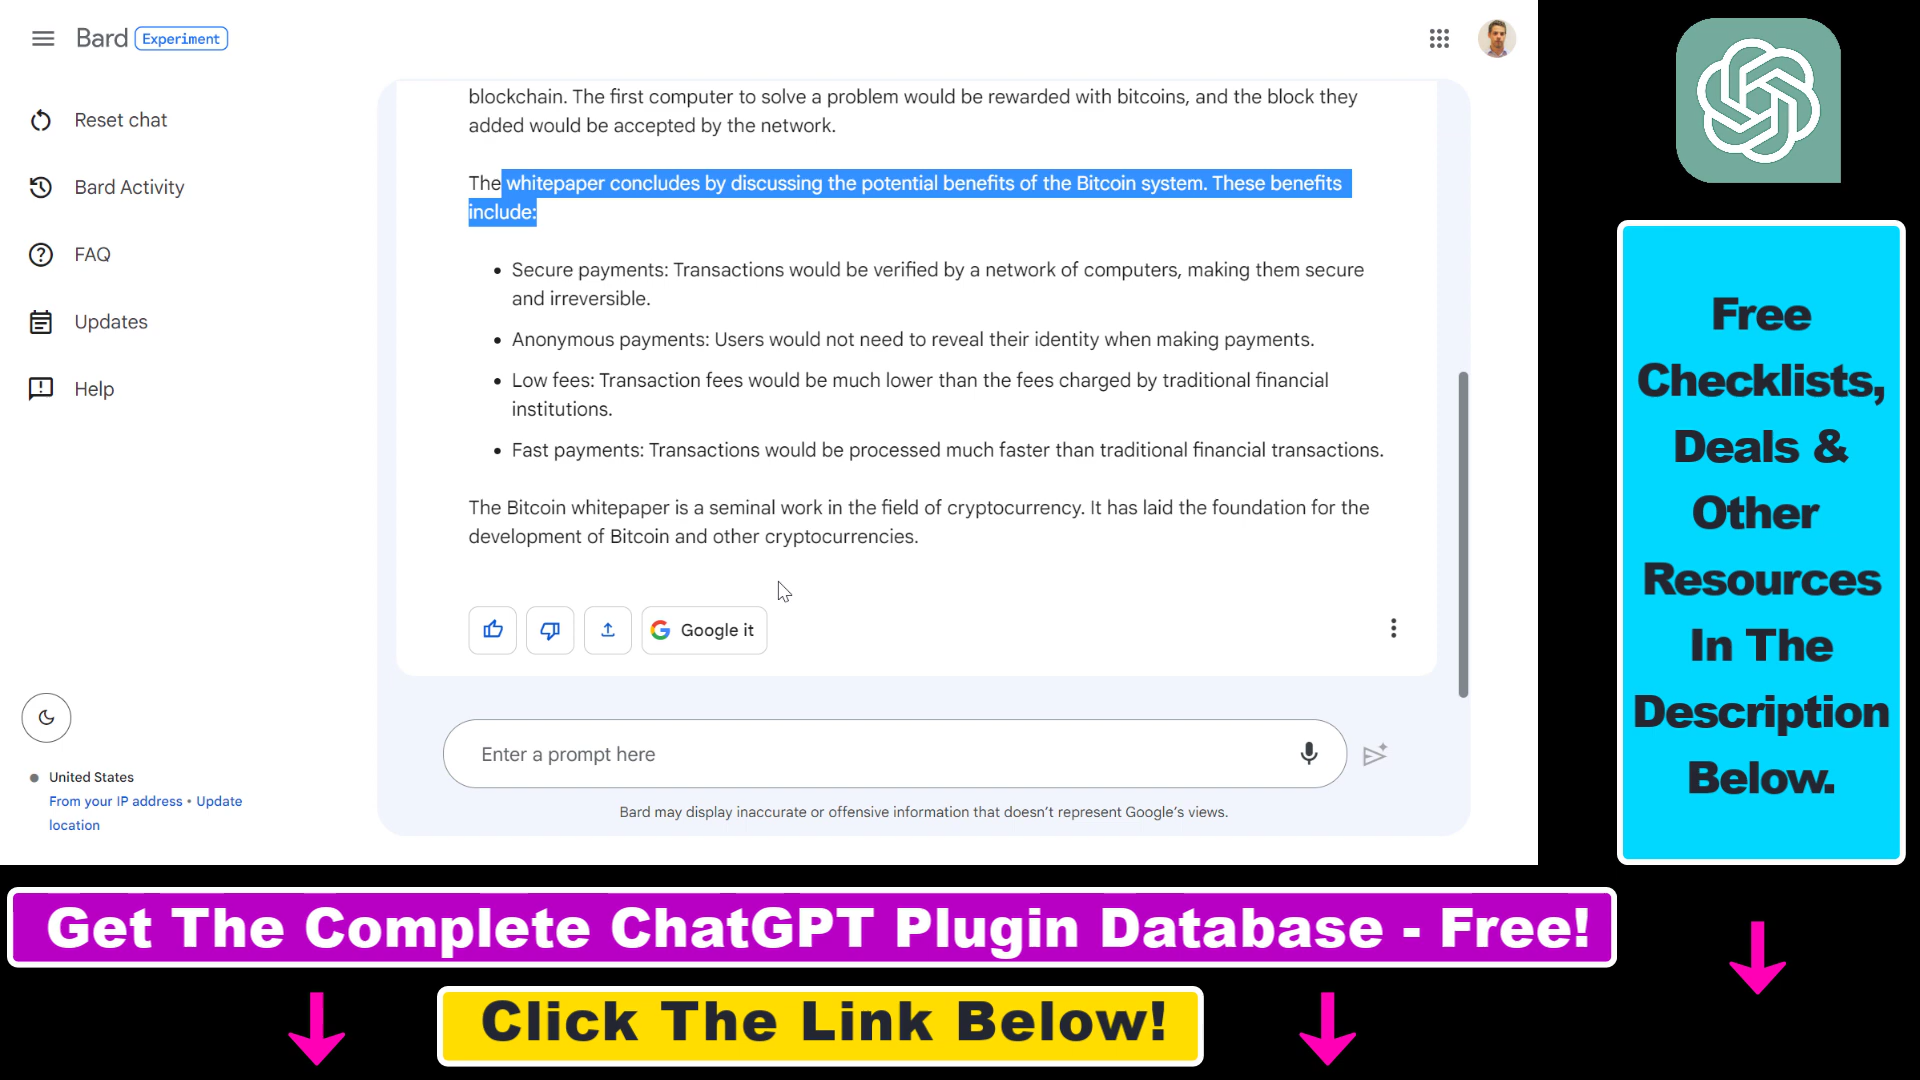 Bard Experiment
Reset chat
Bard Activity
FAQ
Updates
Help
United States
From your IP address • Update
location
blockchain. The first computer to solve a problem would be rewarded with bitcoins, and the block they
added would be accepted by the network.
The whitepaper concludes by discussing the potential benefits of the Bitcoin system. These benefits
include:
• Secure payments: Transactions would be verified by a network of computers, making them secure
and irreversible.
• Anonymous payments: Users would not need to reveal their identity when making payments.
• Low fees: Transaction fees would be much lower than the fees charged by traditional financial
institutions.
• Fast payments: Transactions would be processed much faster than traditional financial transactions.
The Bitcoin whitepaper is a seminal work in the field of cryptocurrency. It has laid the foundation for the
development of Bitcoin and other cryptocurrencies.
Google it
Enter a prompt here
Bard may display inaccurate or offensive information that doesn't represent Google's views.
Free
Checklists,
Deals &
Other
Resources
In The
Description
Below.
Get The Complete ChatGPT Plugin Database - Free!
Click The Link Below!